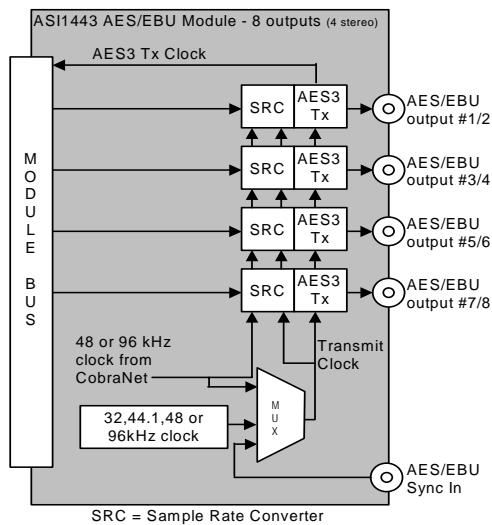 ASI1443 AES/EBU Module - 8 outputs (4 stereo)
AES3 Tx Clock
MODULE BUS
SRC
AES3
Tx
AES/EBU
output #1/2
SRC
AES3
Tx
AES/EBU
output #3/4
SRC
AES3
Tx
AES/EBU
output #5/6
SRC
AES3
Tx
AES/EBU
output #7/8
48 or 96 kHz
clock from
CobraNet
Transmit
Clock
MUX
32,44.1,48 or
96kHz clock
AES/EBU
Sync In
SRC = Sample Rate Converter